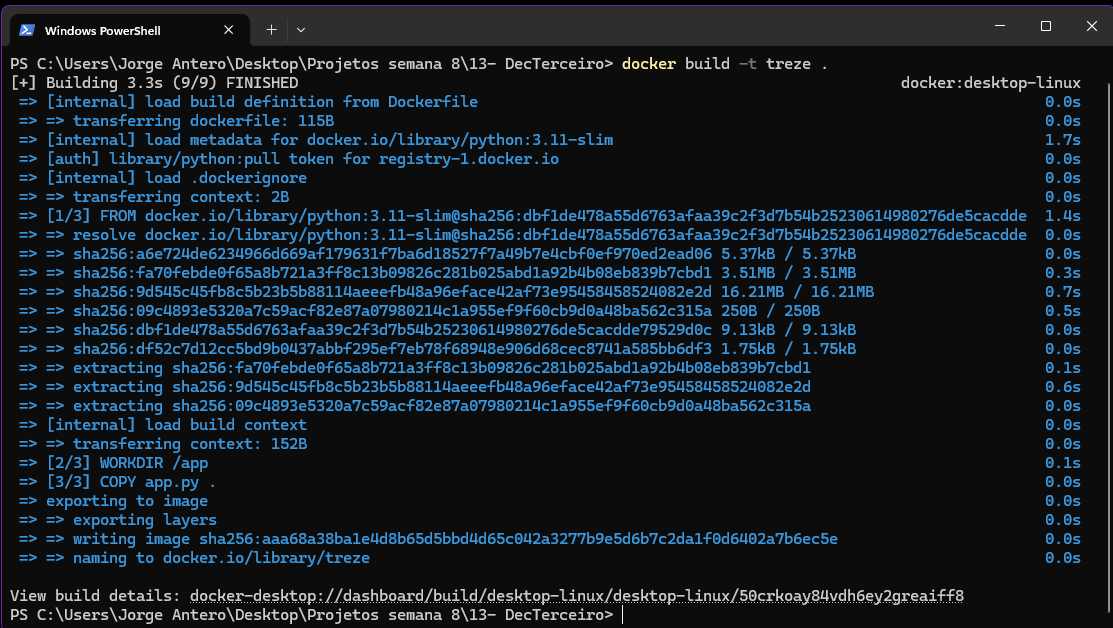 Windows PowerShell
PS C:\Users\Jorge Antero\Desktop\Projetos semana 8\13- DecTerceiro> docker build -t treze .
[+] Building 3.3s (9/9) FINISHED docker:desktop-linux
=> [internal] load build definition from Dockerfile 0.0s
=> => transferring dockerfile: 115B 0.0s
=> [internal] load metadata for docker.io/library/python:3.11-slim 1.7s
=> [auth] library/python:pull token for registry-1.docker.io 0.0s
=> [internal] load .dockerignore 0.0s
=> => transferring context: 2B 0.0s
=> [1/3] FROM docker.io/library/python:3.11-slim@sha256:dbf1de478a55d6763afaa39c2f3d7b54b25230614980276de5cacdde 1.4s
=> => resolve docker.io/library/python:3.11-slim@sha256:dbf1de478a55d6763afaa39c2f3d7b54b25230614980276de5cacdde 0.0s
=> => sha256:a6e724de6234966d669af179631f7ba6d18527f7a49b7e4cbf0ef970ed2ead06 5.37kB / 5.37kB 0.0s
=> => sha256:fa70febde0f65a8b721a3ff8c13b09826c281b025abd1a92b4b08eb839b7cbd1 3.51MB / 3.51MB 0.3s
=> => sha256:9d545c45fb8c5b23b5b88114aeeefb48a96eface42af73e95458458524082e2d 16.21MB / 16.21MB 0.7s
=> => sha256:09c4893e5320a7c59acf82e87a07980214c1a955ef9f60cb9d0a48ba562c315a 250B / 250B 0.5s
=> => sha256:dbf1de478a55d6763afaa39c2f3d7b54b25230614980276de5cacdde79529d0c 9.13kB / 9.13kB 0.0s
=> => sha256:df52c7d12cc5bd9b0437abbf295ef7eb78f68948e906d68cec8741a585bb6df3 1.75kB / 1.75kB 0.0s
=> => extracting sha256:fa70febde0f65a8b721a3ff8c13b09826c281b025abd1a92b4b08eb839b7cbd1 0.1s
=> => extracting sha256:9d545c45fb8c5b23b5b88114aeeefb48a96eface42af73e95458458524082e2d 0.6s
=> => extracting sha256:09c4893e5320a7c59acf82e87a07980214c1a955ef9f60cb9d0a48ba562c315a 0.0s
=> [internal] load build context 0.0s
=> => transferring context: 152B 0.0s
=> [2/3] WORKDIR /app 0.1s
=> [3/3] COPY app.py . 0.0s
=> exporting to image 0.0s
=> => exporting layers 0.0s
=> => writing image sha256:aaa68a38ba1e4d8b65d5bbd4d65c042a3277b9e5d6b7c2da1f0d6402a7b6ec5e 0.0s
=> => naming to docker.io/library/treze 0.0s
View build details: docker-desktop://dashboard/build/desktop-linux/desktop-linux/50crkoay84vdh6ey2greaiff8
PS C:\Users\Jorge Antero\Desktop\Projetos semana 8\13- DecTerceiro>